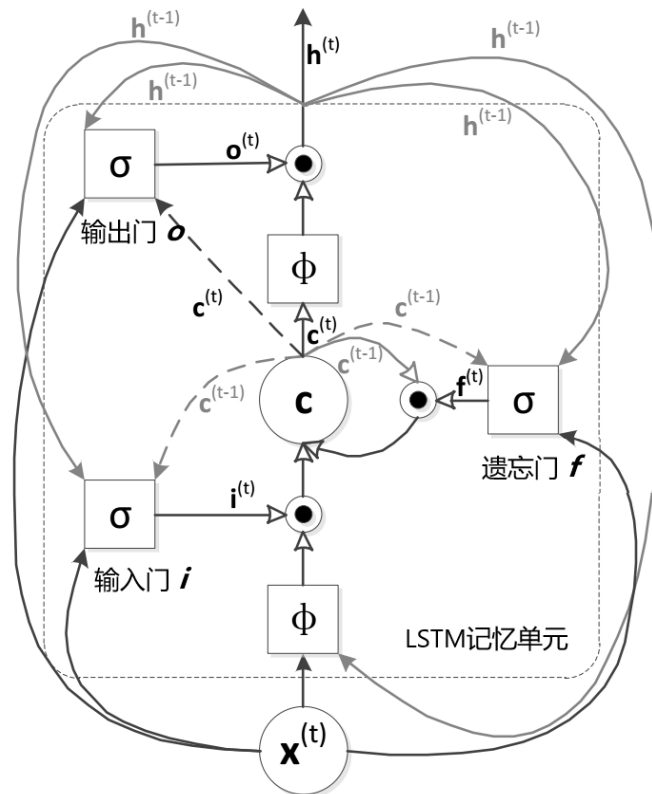 h^(t-1)
h^(t)
h^(t-1)
h^(t-1)
h^(t-1)
σ
o^(t)
输出门 o
ϕ
c^(t)
c^(t)
c^(t-1)
c^(t-1)
f^(t)
c
σ
c^(t-1)
遗忘门 f
σ
i^(t)
输入门 i
ϕ
LSTM记忆单元
x^(t)